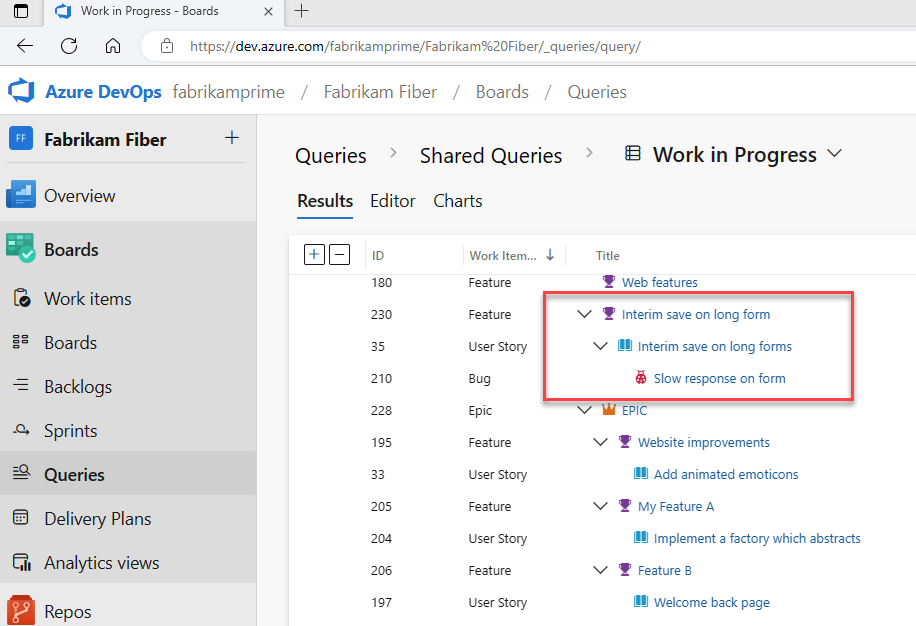 Work in Progress - Boards
https://dev.azure.com/fabrikamprime/Fabrikam%20Fiber/_queries/query/
Azure DevOps fabrikamprime / Fabrikam Fiber / Boards / Queries
FF Fabrikam Fiber
Overview
Boards
Work items
Boards
Backlogs
Sprints
Queries
Delivery Plans
Analytics views
Repos
Queries > Shared Queries > Work in Progress
Results Editor Charts
ID Work Item... Title
180 Feature Web features
230 Feature Interim save on long form
35 User Story Interim save on long forms
210 Bug Slow response on form
228 Epic EPIC
195 Feature Website improvements
33 User Story Add animated emoticons
205 Feature My Feature A
204 User Story Implement a factory which abstracts
206 Feature Feature B
197 User Story Welcome back page